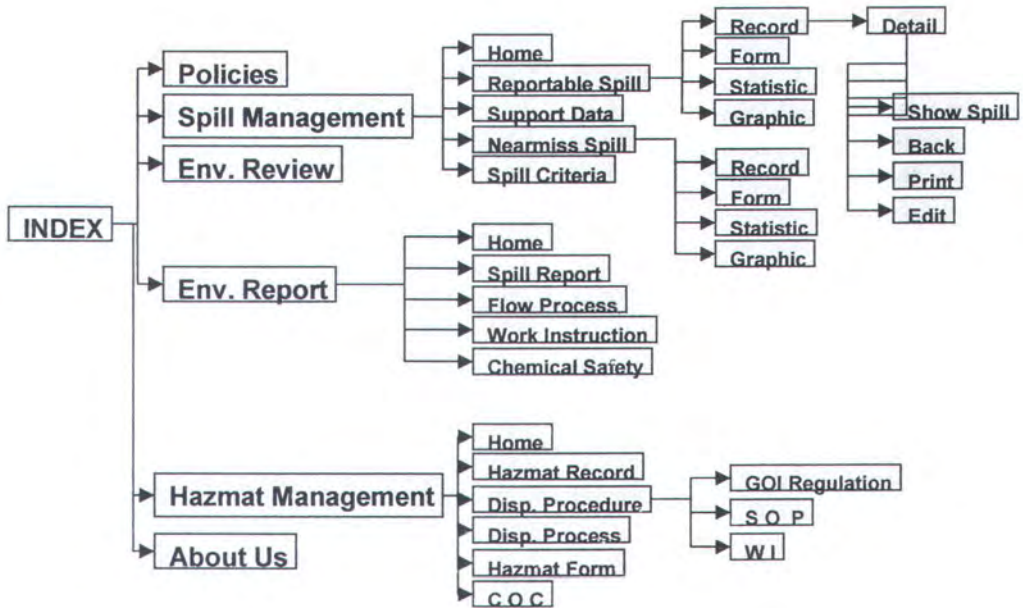 INDEX
Policies
Spill Management
Env. Review
Env. Report
Hazmat Management
About Us
Home
Reportable Spill
Support Data
Nearmiss Spill
Spill Criteria
Record
Form
Statistic
Graphic
Detail
Show Spill
Back
Print
Edit
Record
Form
Statistic
Graphic
Home
Spill Report
Flow Process
Work Instruction
Chemical Safety
Home
Hazmat Record
Disp. Procedure
Disp. Process
Hazmat Form
C O C
GOI Regulation
S O P
W I